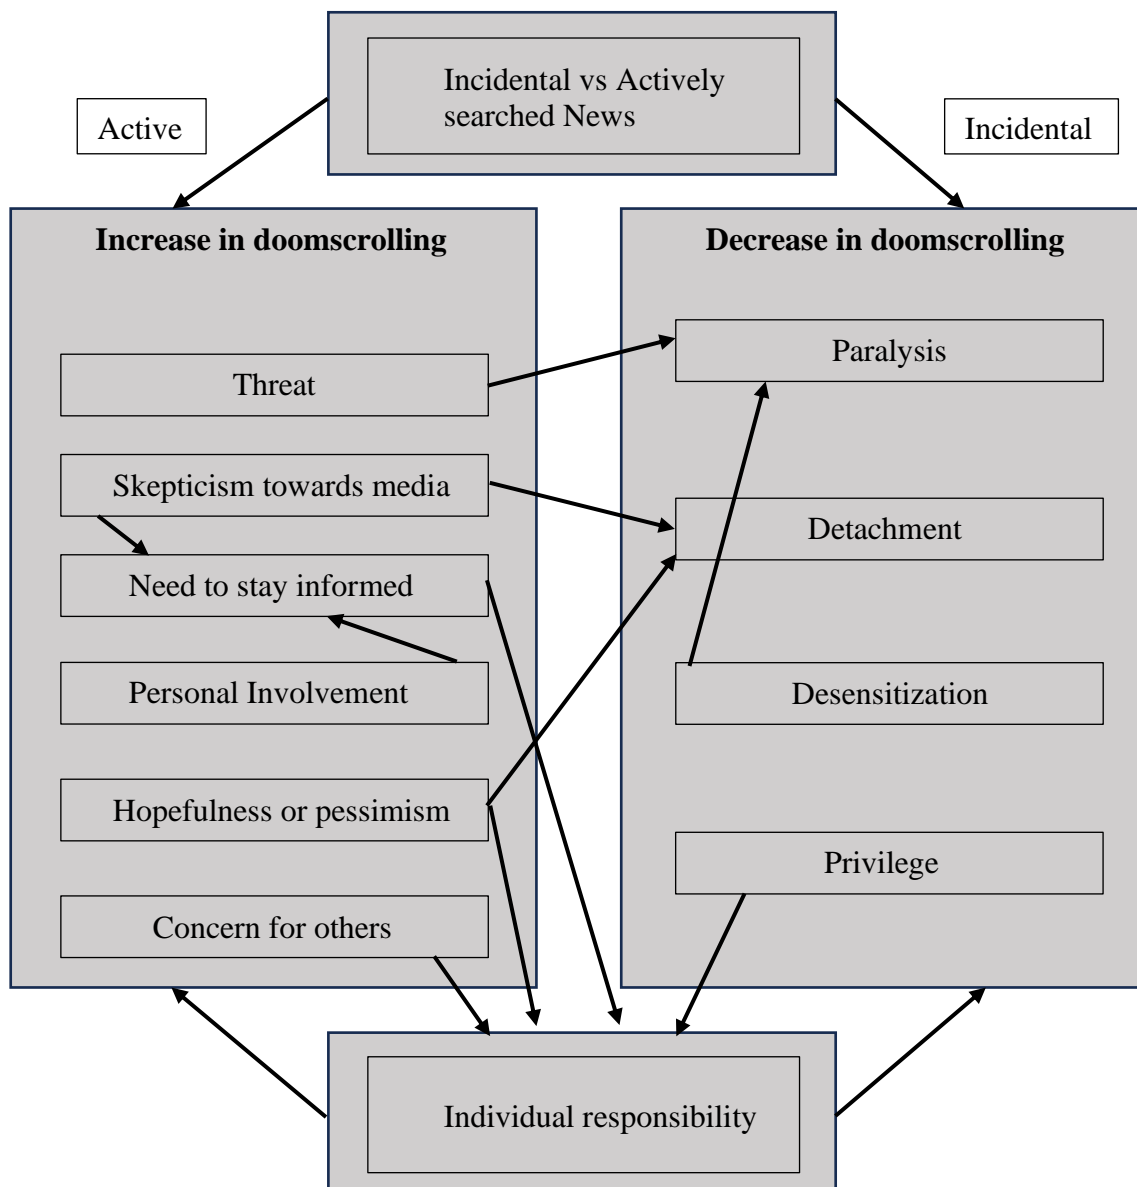 Incidental vs Actively
searched News
Active
Incidental
Increase in doomscrolling
Threat
Skepticism towards media
Need to stay informed
Personal Involvement
Hopefulness or pessimism
Concern for others
Decrease in doomscrolling
Paralysis
Detachment
Desensitization
Privilege
Individual responsibility